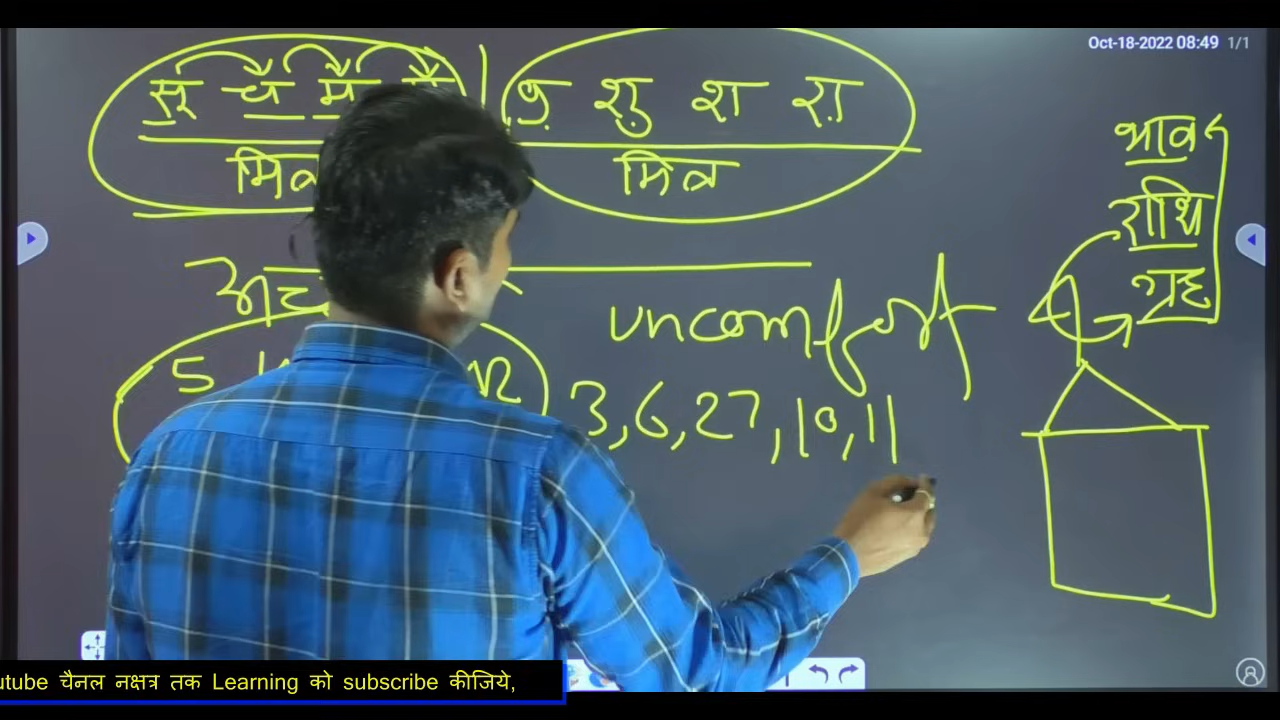 Oct-18-2022 08:49 1/1
सू चं मं
शु श रा
मित्र
भाव
राशि
ग्रह
uncomfort
5
12
3, 6, 27, 10, 11
utube चैनल नक्षत्र तक Learning को subscribe कीजिये,